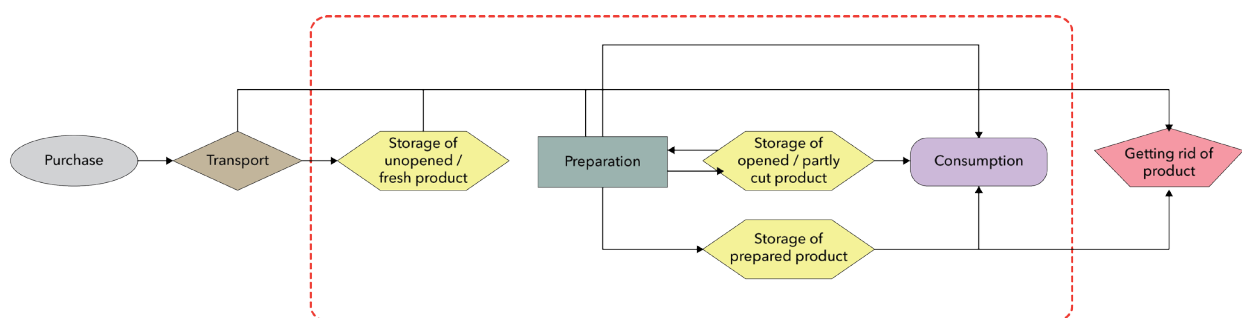 Purchase
Transport
Storage of
unopened /
fresh product
Preparation
Storage of
opened / partly
cut product
Consumption
Getting rid of
product
Storage of
prepared product